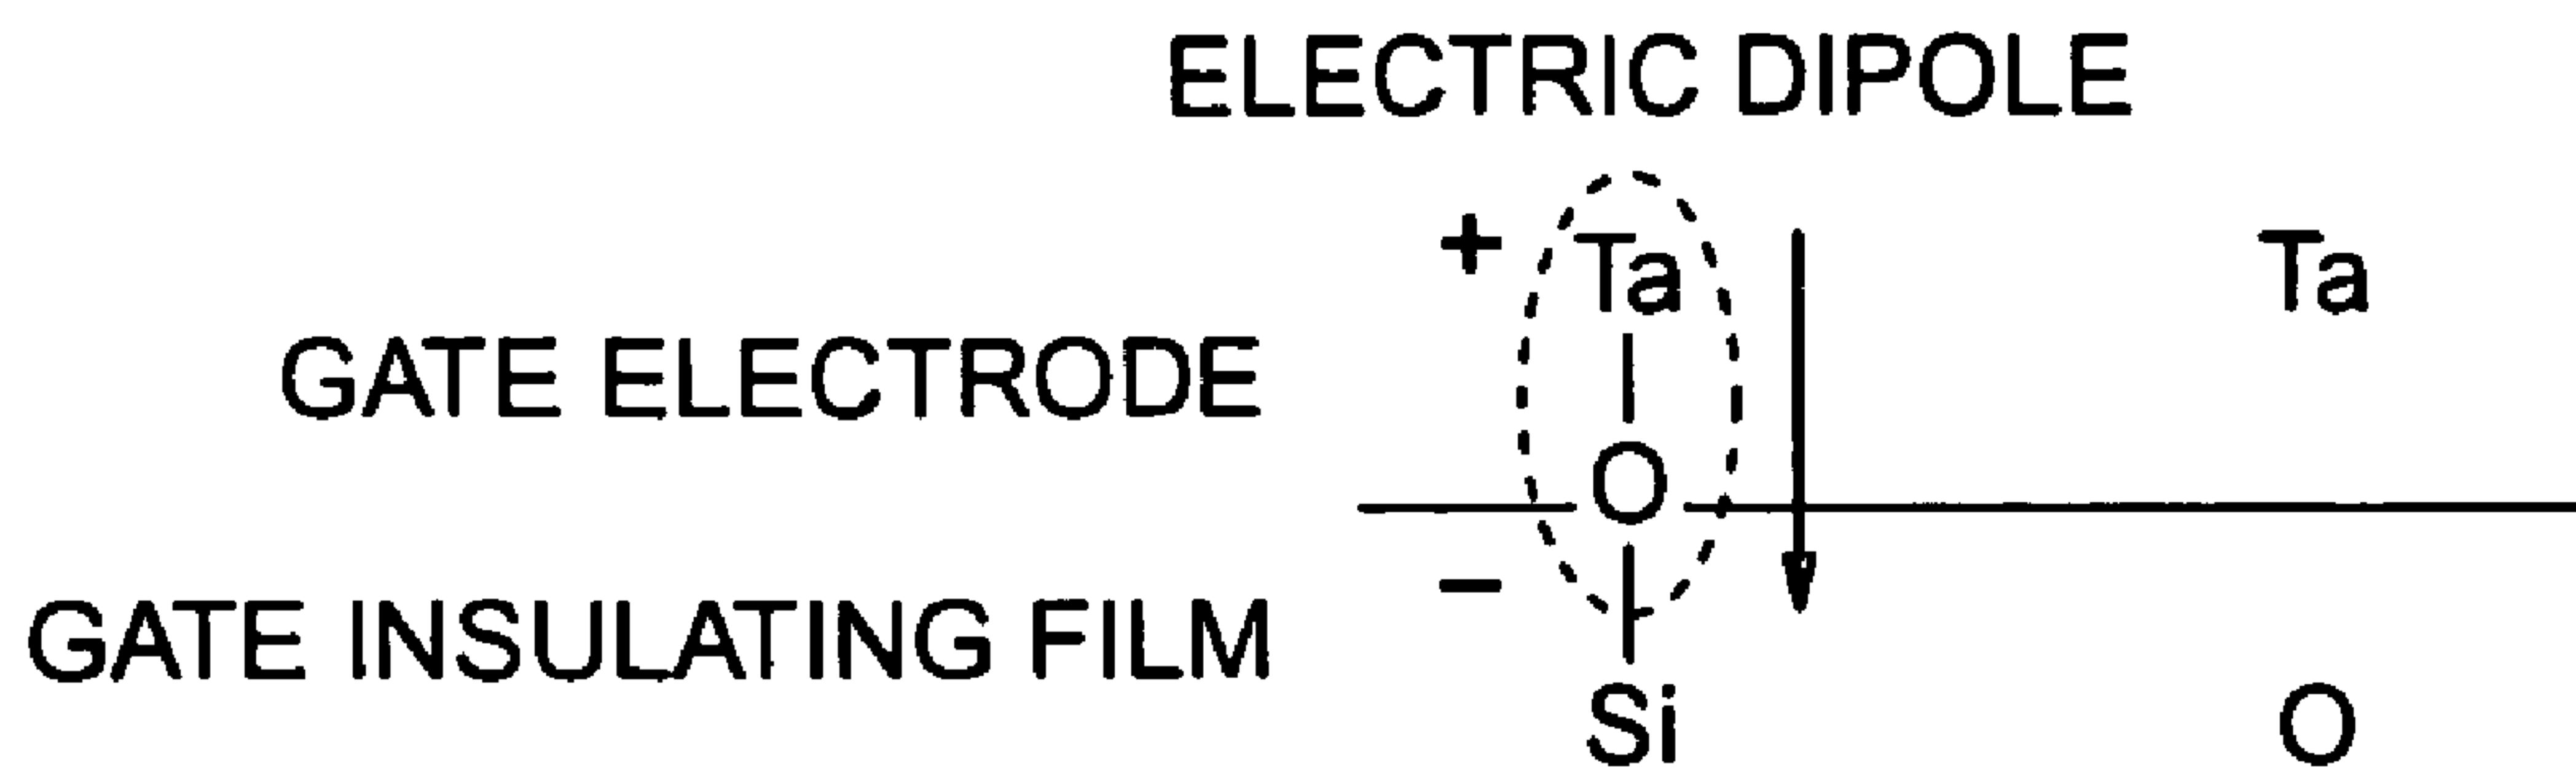 ELECTRIC DIPOLE
+ Ta Ta
GATE ELECTRODE
O
−
GATE INSULATING FILM
Si O